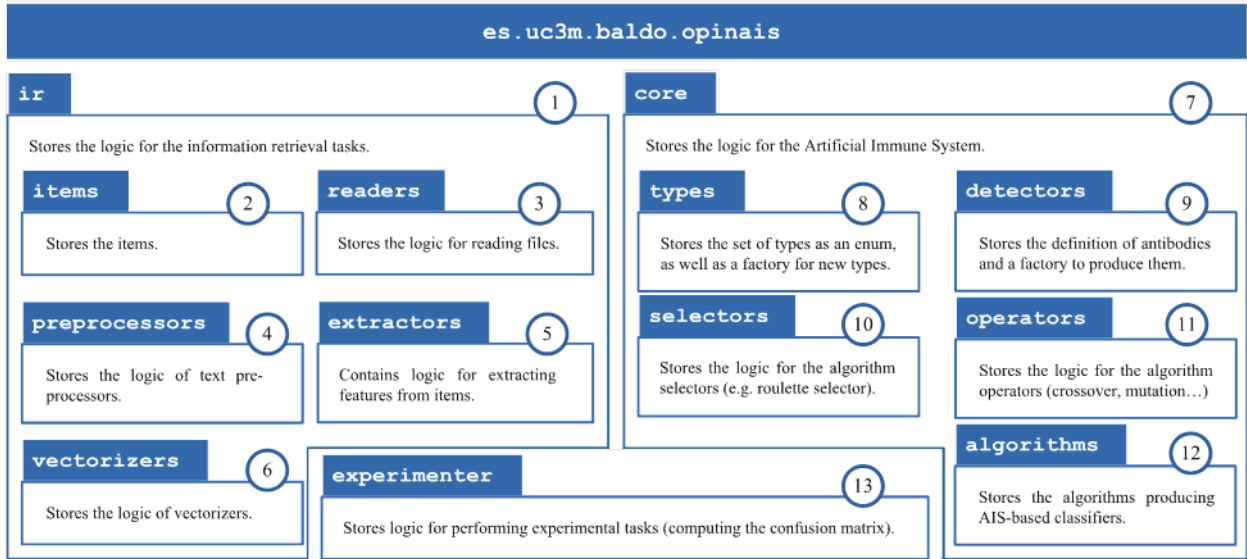 es.uc3m.baldo.opinais
ir
1
Stores the logic for the information retrieval tasks.
items
2
Stores the items.
readers
3
Stores the logic for reading files.
preprocessors
4
Stores the logic of text pre-
processors.
extractors
5
Contains logic for extracting
features from items.
vectorizers
6
Stores the logic of vectorizers.
core
7
Stores the logic for the Artificial Immune System.
types
8
Stores the set of types as an enum,
as well as a factory for new types.
detectors
9
Stores the definition of antibodies
and a factory to produce them.
selectors
10
Stores the logic for the algorithm
selectors (e.g. roulette selector).
operators
11
Stores the logic for the algorithm
operators (crossover, mutation…)
algorithms
12
Stores the algorithms producing
AIS-based classifiers.
experimenter
13
Stores logic for performing experimental tasks (computing the confusion matrix).